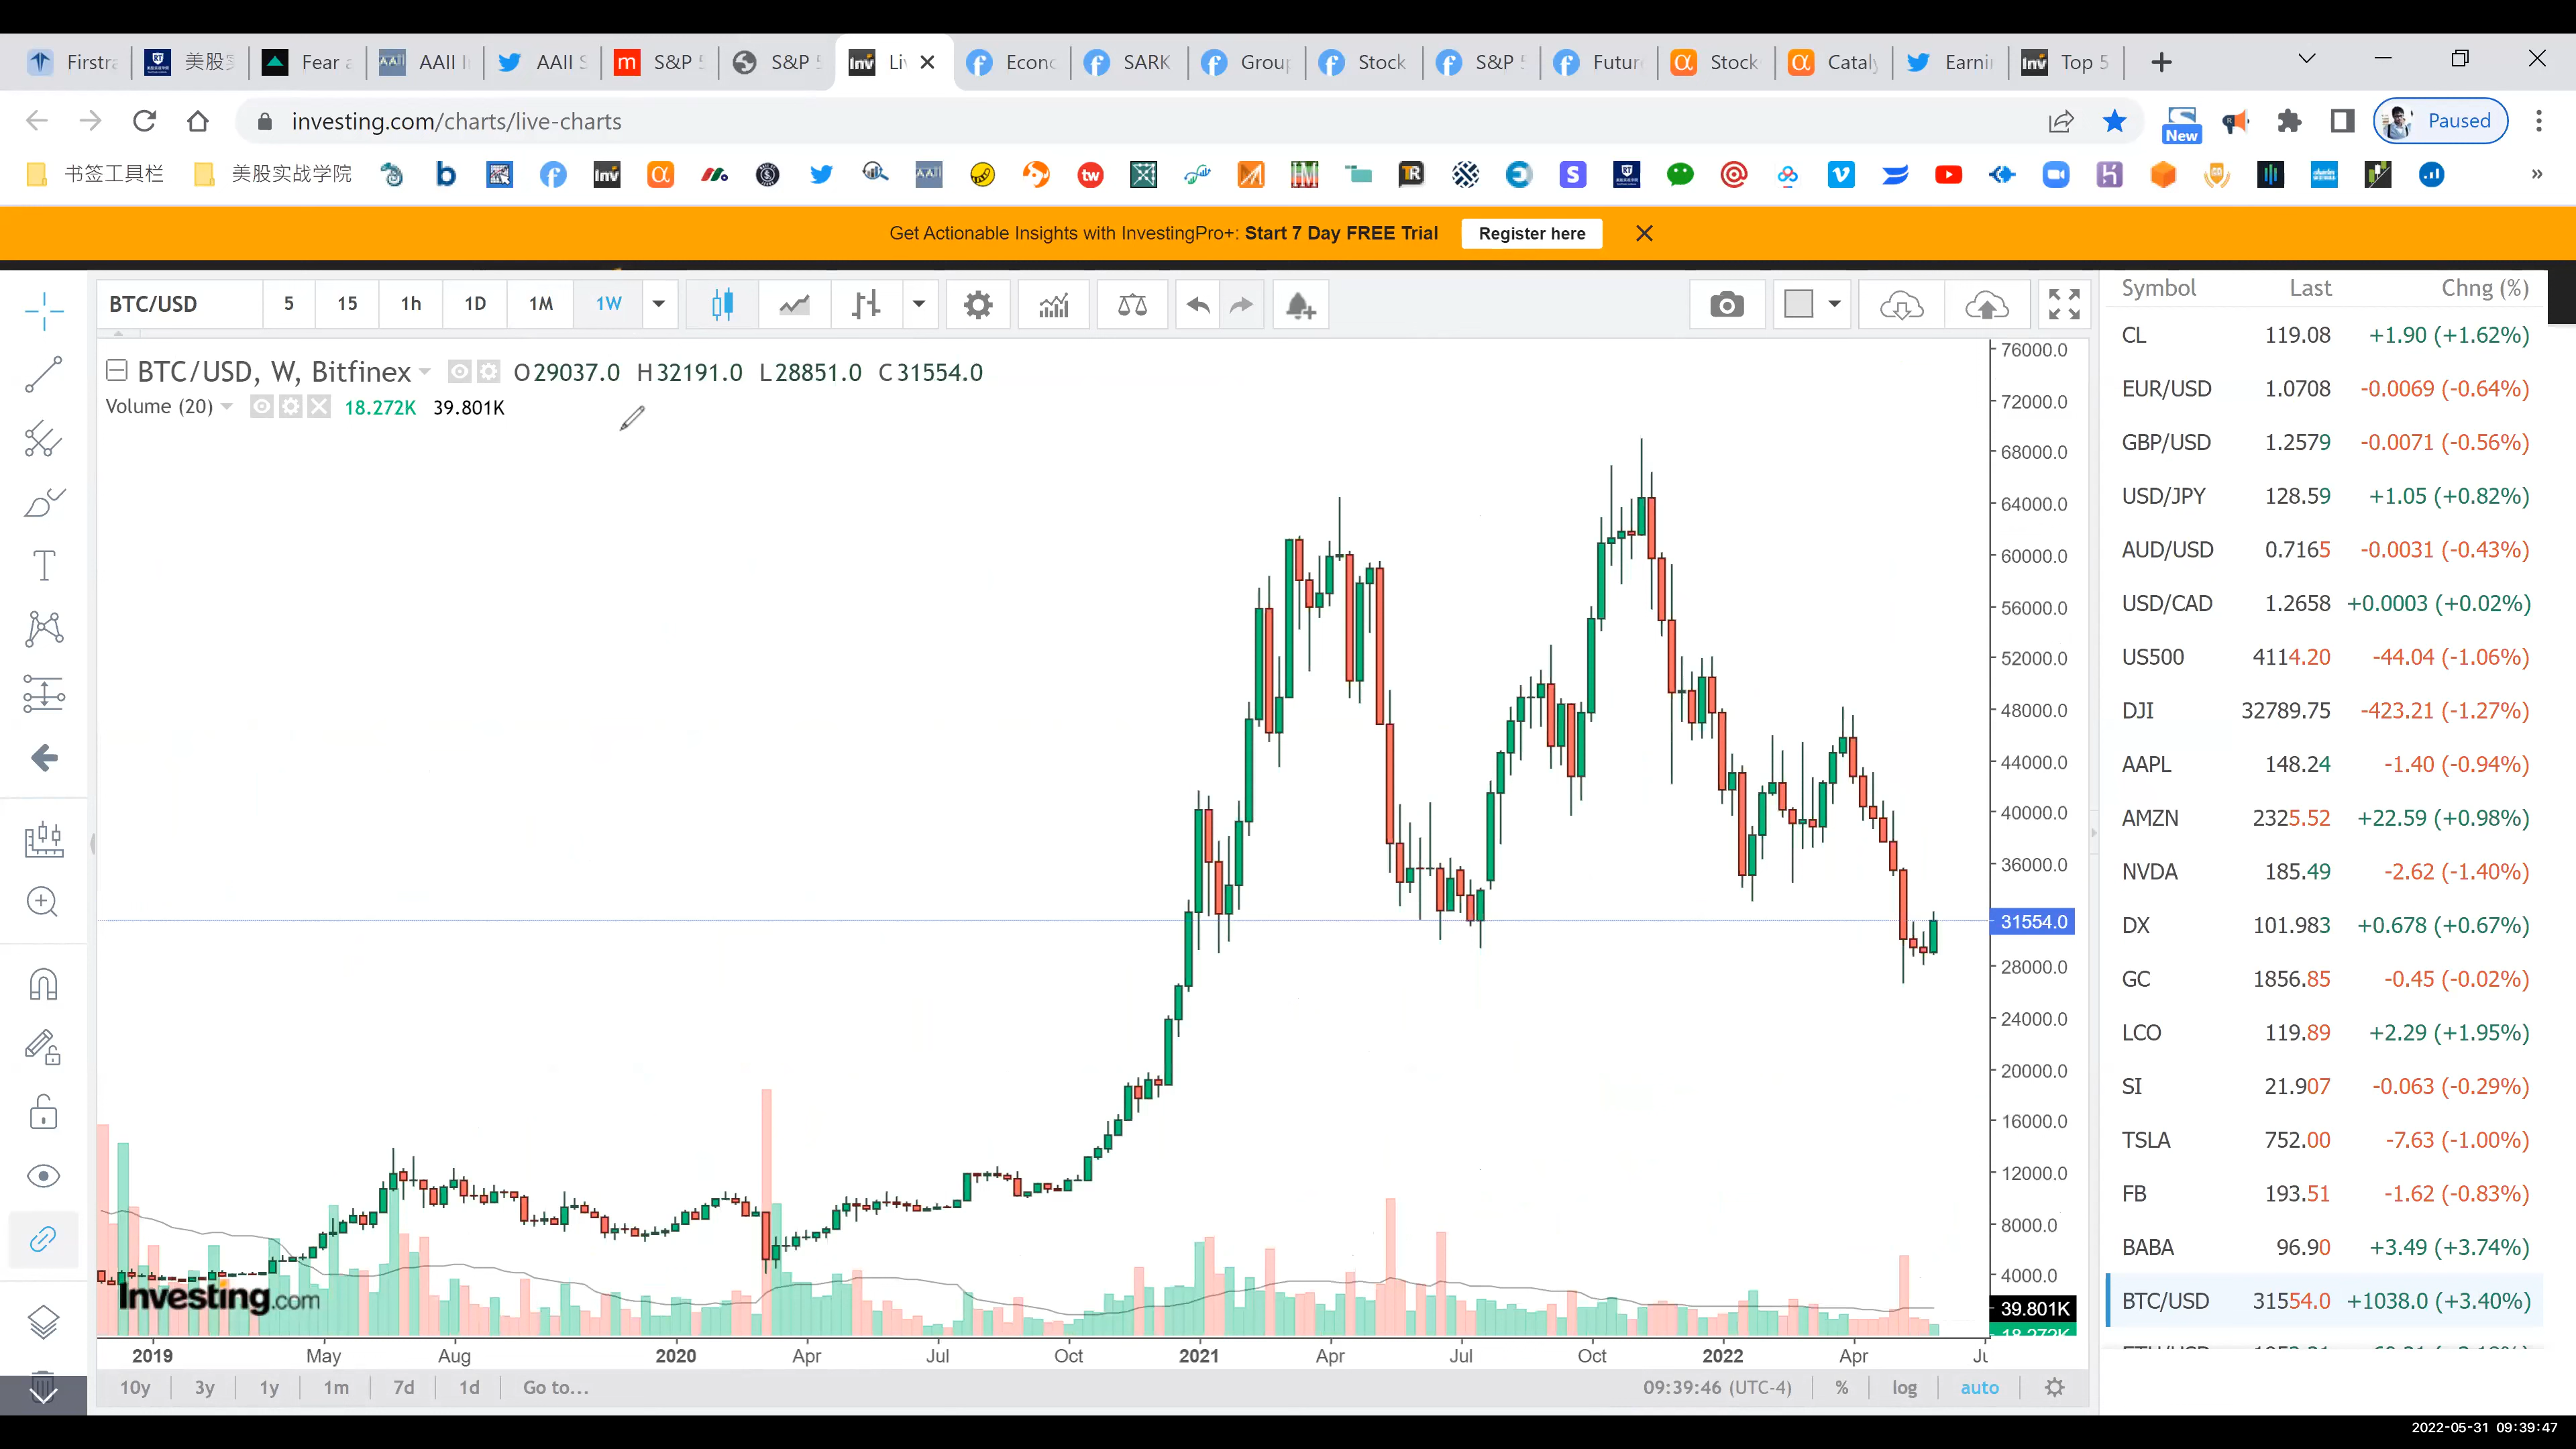 Firstra
美股实
Fear a
AAII I
AAII S
S&P 5
S&P 5
Liv
Econo
SARK
Group
Stock
S&P 5
Futur
Stock
Cataly
Earnin
Top 5
investing.com/charts/live-charts
New
Paused
书签工具栏
美股实战学院
Get Actionable Insights with InvestingPro+: Start 7 Day FREE Trial
Register here
BTC/USD 5 15 1h 1D 1M 1W
BTC/USD, W, Bitfinex O29037.0 H32191.0 L28851.0 C31554.0
Volume (20) 18.272K 39.801K
76000.0
72000.0
68000.0
64000.0
60000.0
56000.0
52000.0
48000.0
44000.0
40000.0
36000.0
31554.0
28000.0
24000.0
20000.0
16000.0
12000.0
8000.0
4000.0
39.801K
18.272K
Investing.com
2019 May Aug 2020 Apr Jul Oct 2021 Apr Jul Oct 2022 Apr
10y 3y 1y 1m 7d 1d Go to...
09:39:46 (UTC-4) % log auto
Symbol Last Chng (%)
CL 119.08 +1.90 (+1.62%)
EUR/USD 1.0708 -0.0069 (-0.64%)
GBP/USD 1.2579 -0.0071 (-0.56%)
USD/JPY 128.59 +1.05 (+0.82%)
AUD/USD 0.7165 -0.0031 (-0.43%)
USD/CAD 1.2658 +0.0003 (+0.02%)
US500 4114.20 -44.04 (-1.06%)
DJI 32789.75 -423.21 (-1.27%)
AAPL 148.24 -1.40 (-0.94%)
AMZN 2325.52 +22.59 (+0.98%)
NVDA 185.49 -2.62 (-1.40%)
DX 101.983 +0.678 (+0.67%)
GC 1856.85 -0.45 (-0.02%)
LCO 119.89 +2.29 (+1.95%)
SI 21.907 -0.063 (-0.29%)
TSLA 752.00 -7.63 (-1.00%)
FB 193.51 -1.62 (-0.83%)
BABA 96.90 +3.49 (+3.74%)
BTC/USD 31554.0 +1038.0 (+3.40%)
2022-05-31 09:39:47